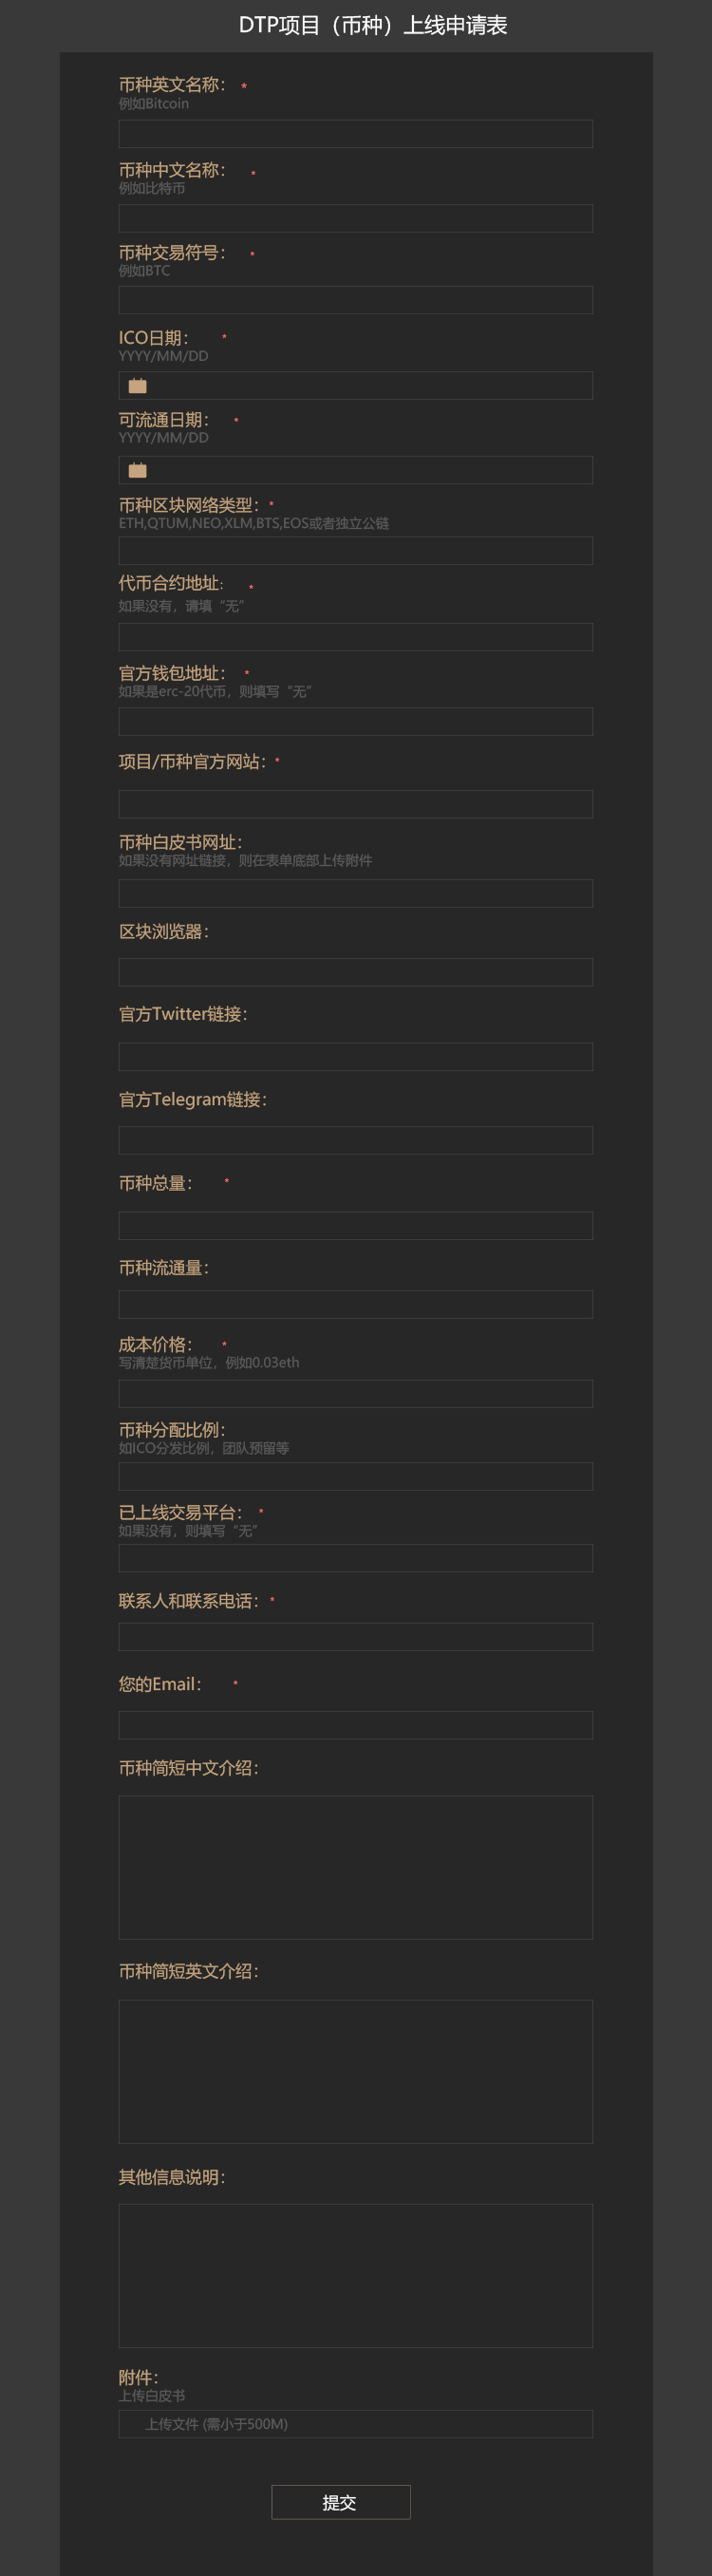 DTP项目（币种）上线申请表
币种英文名称： *
例如Bitcoin
币种中文名称： *
例如比特币
币种交易符号： *
例如BTC
ICO日期： *
YYYY/MM/DD
可流通日期： *
YYYY/MM/DD
币种区块网络类型： *
ETH,QTUM,NEO,XLM,BTS,EOS或者独立公链
代币合约地址: *
如果没有，请填“无”
官方钱包地址： *
如果是erc-20代币，则填写“无”
项目/币种官方网站： *
币种白皮书网址：
如果没有网址链接，则在表单底部上传附件
区块浏览器：
官方Twitter链接：
官方Telegram链接：
币种总量： *
币种流通量：
成本价格： *
写清楚货币单位，例如0.03eth
币种分配比例：
如ICO分发比例，团队预留等
已上线交易平台： *
如果没有，则填写“无”
联系人和联系电话： *
您的Email： *
币种简短中文介绍：
币种简短英文介绍：
其他信息说明：
附件：
上传白皮书
上传文件 (需小于500M)
提交